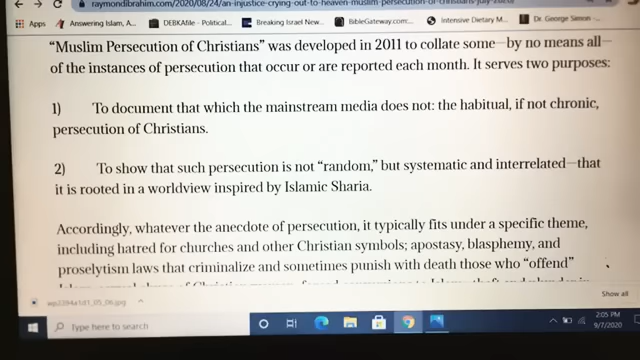 raymondibrahim.com/2020/08/24/an-injustice-crying-out-to-heaven-muslim-persecution-of-christians-july-2020/
Apps Answering Islam, A... DEBKAfile - Political... Breaking Israel New... BibleGateway.com:... Intensive Dietary M... Dr. George Simon -...
“Muslim Persecution of Christians” was developed in 2011 to collate some—by no means all—
of the instances of persecution that occur or are reported each month. It serves two purposes:
1) To document that which the mainstream media does not: the habitual, if not chronic,
persecution of Christians.
2) To show that such persecution is not “random,” but systematic and interrelated—that
it is rooted in a worldview inspired by Islamic Sharia.
Accordingly, whatever the anecdote of persecution, it typically fits under a specific theme,
including hatred for churches and other Christian symbols; apostasy, blasphemy, and
proselytism laws that criminalize and sometimes punish with death those who “offend”
Show all
Type here to search
2:05 PM
9/7/2020